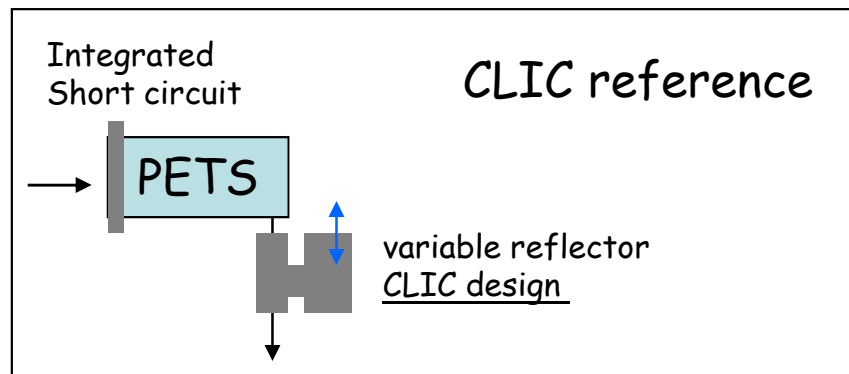 Integrated
Short circuit
CLIC reference
PETS
variable reflector
CLIC design